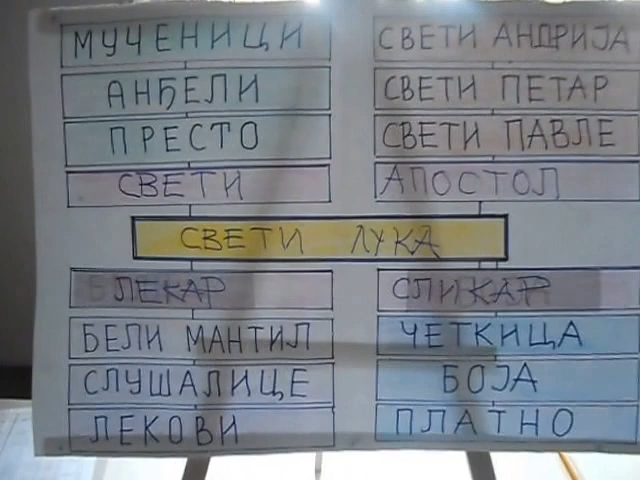 МУЧЕНИЦИ
АНЂЕЛИ
ПРЕСТО
СВЕТИ
СВЕТИ АНДРИЈА
СВЕТИ ПЕТАР
СВЕТИ ПАВЛЕ
АПОСТОЛ
СВЕТИ ЛУКА
ЛЕКАР
БЕЛИ МАНТИЛ
СЛУШАЛИЦЕ
ЛЕКОВИ
СЛИКАР
ЧЕТКИЦА
БОЈА
ПЛАТНО